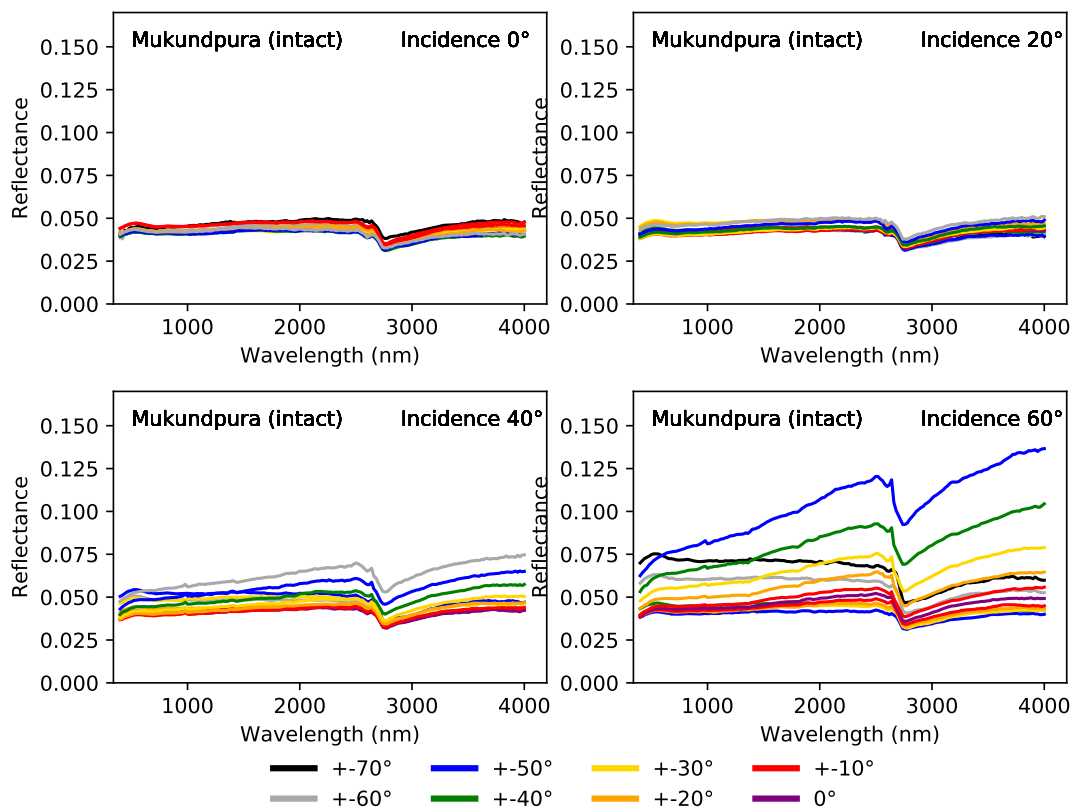 Mukundpura (intact) Incidence 0°
0.150
0.125
0.100
0.075
0.050
0.025
0.000
Reflectance
1000 2000 3000 4000
Wavelength (nm)
Mukundpura (intact) Incidence 20°
0.150
0.125
0.100
0.075
0.050
0.025
0.000
Reflectance
1000 2000 3000 4000
Wavelength (nm)
Mukundpura (intact) Incidence 40°
0.150
0.125
0.100
0.075
0.050
0.025
0.000
Reflectance
1000 2000 3000 4000
Wavelength (nm)
Mukundpura (intact) Incidence 60°
0.150
0.125
0.100
0.075
0.050
0.025
0.000
Reflectance
1000 2000 3000 4000
Wavelength (nm)
+-70° +-50° +-30° +-10°
+-60° +-40° +-20° 0°